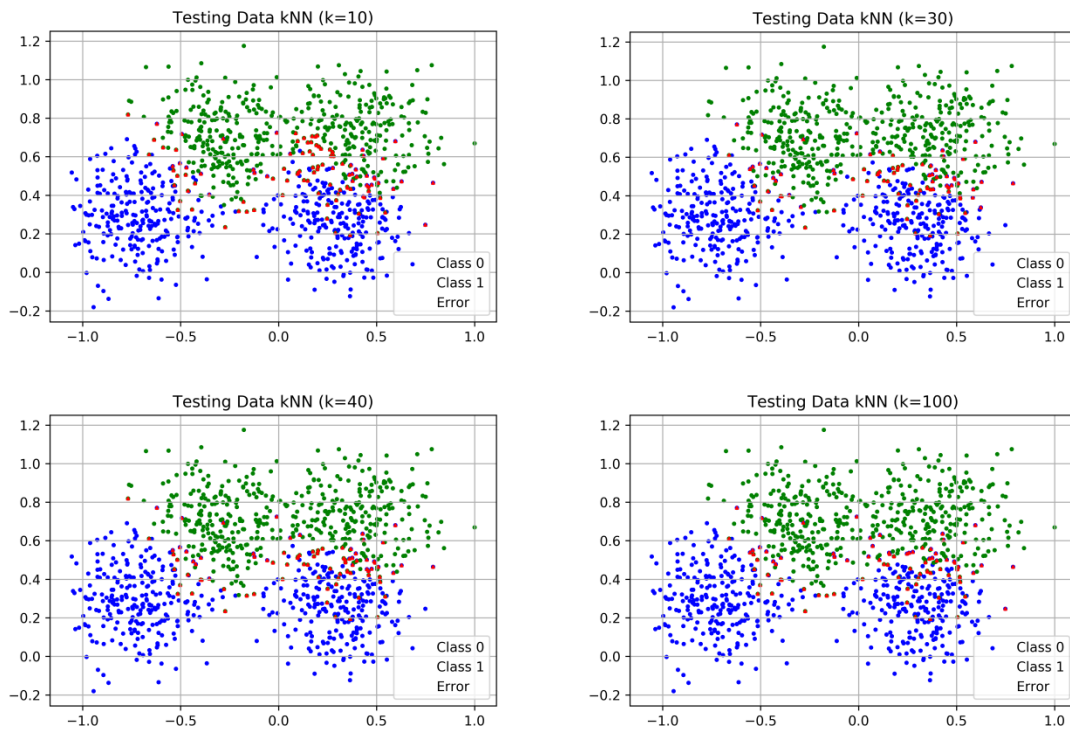 Testing Data kNN (k=10)
1.2
1.0
0.8
0.6
0.4
0.2
0.0
−0.2
−1.0 −0.5 0.0 0.5 1.0
Class 0
Class 1
Error
Testing Data kNN (k=30)
1.2
1.0
0.8
0.6
0.4
0.2
0.0
−0.2
−1.0 −0.5 0.0 0.5 1.0
Class 0
Class 1
Error
Testing Data kNN (k=40)
1.2
1.0
0.8
0.6
0.4
0.2
0.0
−0.2
−1.0 −0.5 0.0 0.5 1.0
Class 0
Class 1
Error
Testing Data kNN (k=100)
1.2
1.0
0.8
0.6
0.4
0.2
0.0
−0.2
−1.0 −0.5 0.0 0.5 1.0
Class 0
Class 1
Error